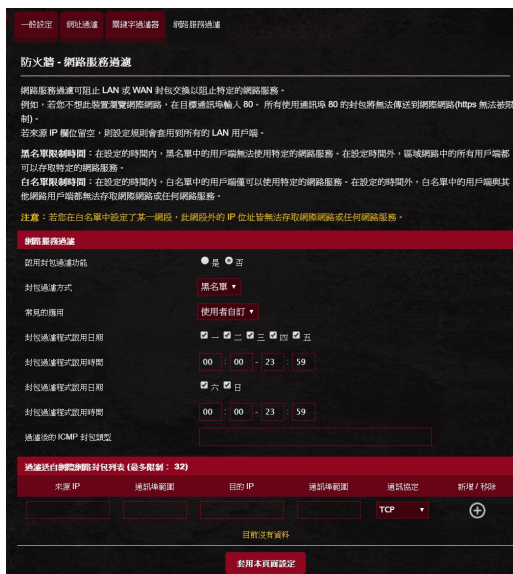 一般設定 網址過濾 關鍵字過濾器 網路服務過濾
防火牆 - 網路服務過濾
網路服務過濾可阻止 LAN 或 WAN 封包交換以阻止特定的網路服務。
例如,若您不想此裝置瀏覽網際網路,在目標通訊埠輸入 80。 所有使用通訊埠 80 的封包將無法傳送到網際網路(https 無法被限
制)。
若來源 IP 欄位留空,則設定規則會套用到所有的 LAN 用戶端。
黑名單限制時間:在設定的時間內,黑名單中的用戶端無法使用特定的網路服務。在設定時間外,區域網路中的所有用戶端都
可以存取特定的網路服務。
白名單限制時間:在設定的時間內,白名單中的用戶端僅可以使用特定的網路服務。在設定的時間外,白名單中的用戶端與其
他網路用戶端都無法存取網際網路或任何網路服務。
注意:若您在白名單中設定了某一網段,此網段外的 IP 位址皆無法存取網際網路或任何網路服務。
網路服務過濾
啟用封包過濾功能 是 否
封包過濾方式 黑名單
常見的應用 使用者自訂
封包過濾程式啟用日期 一 二 三 四 五
封包過濾程式啟用時間 00 : 00 - 23 : 59
封包過濾程式啟用日期 六 日
封包過濾程式啟用時間 00 : 00 - 23 : 59
過濾後的 ICMP 封包類型
過濾送自網際網路封包列表 (最多限制: 32)
來源 IP 通訊埠範圍 目的 IP 通訊埠範圍 通訊協定 新增 / 移除
TCP
目前沒有資料
套用本頁面設定